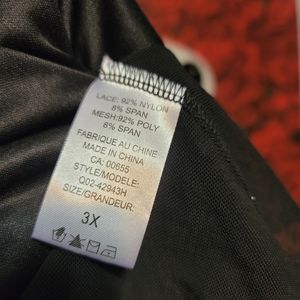 LACE: 92% NYLON
8% SPAN
MESH:92% POLY
8% SPAN
FABRIQUE AU CHINE
MADE IN CHINA
CA: 00655
STYLE/MODELE:
Q02-42943H
SIZE/GRANDEUR:
3X